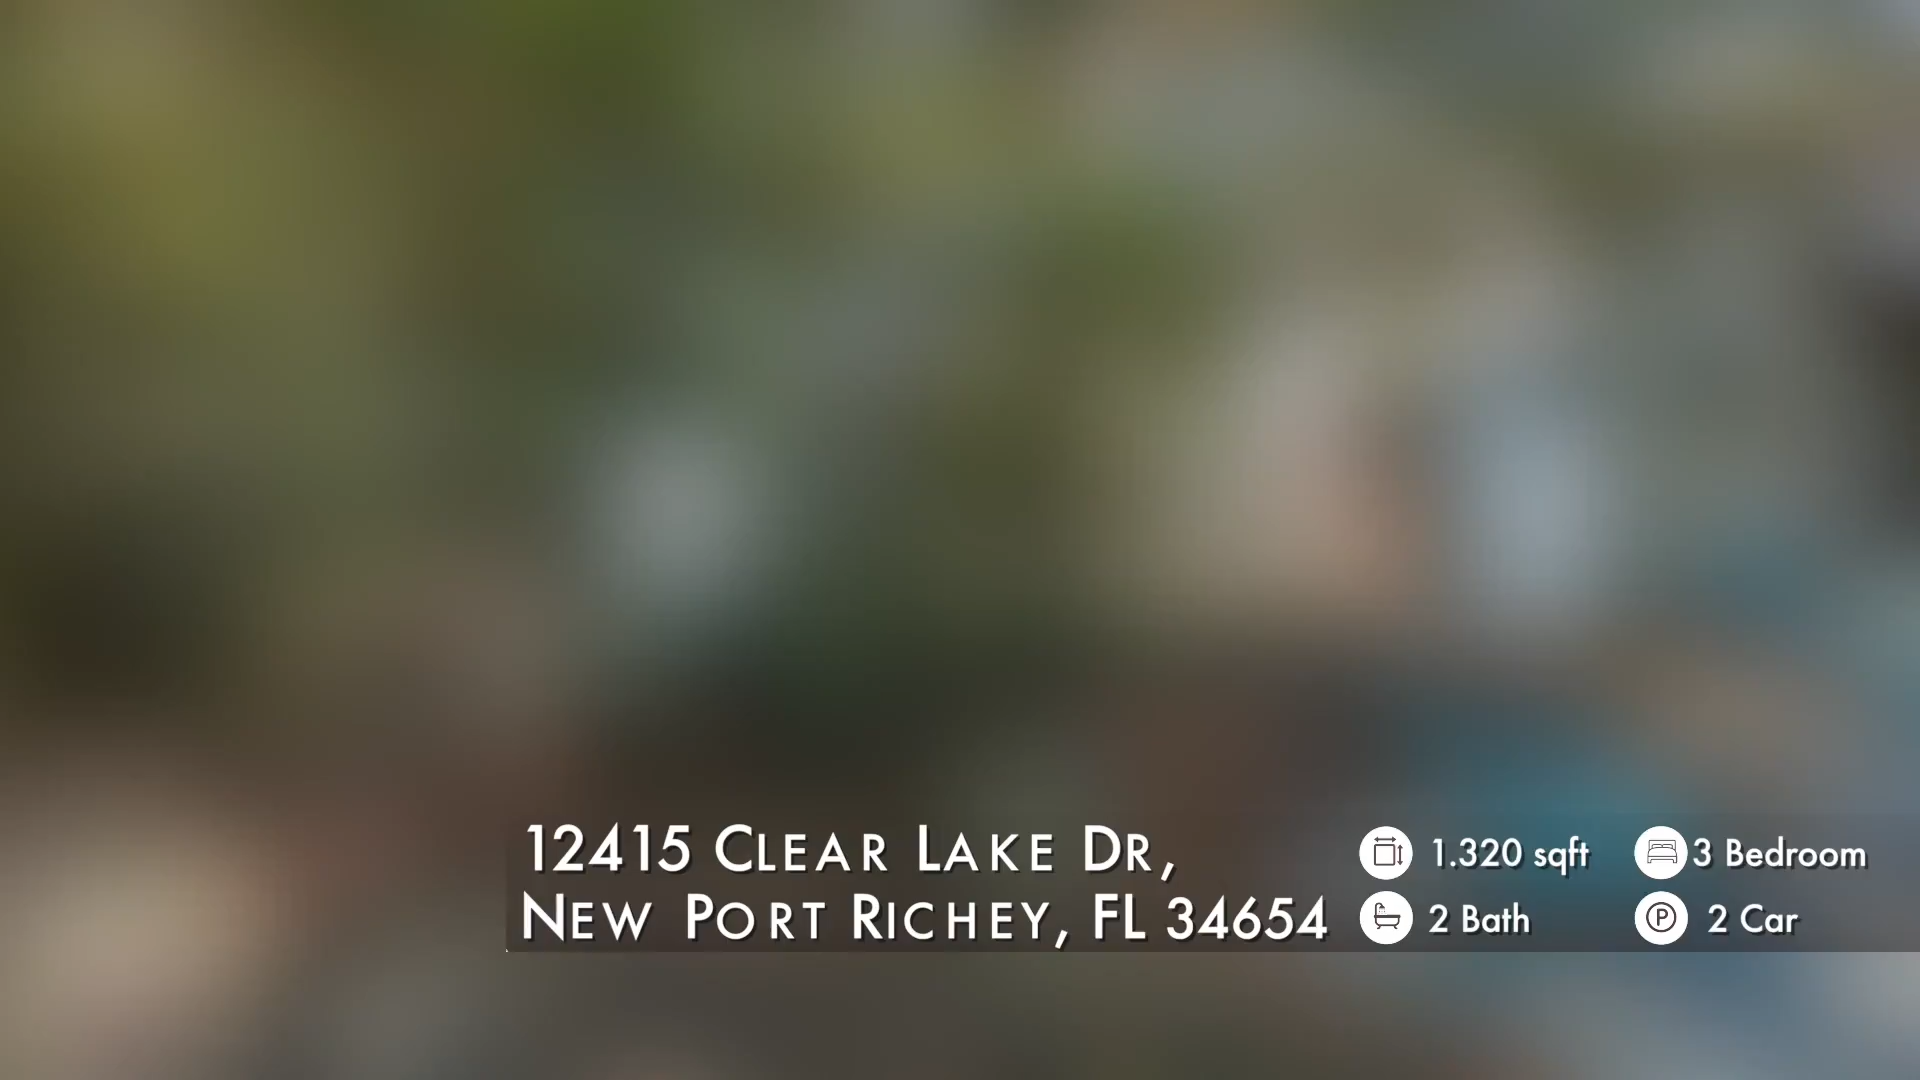 12415 Clear Lake Dr,
New Port Richey, FL 34654
1.320 sqft
3 Bedroom
2 Bath
P 2 Car